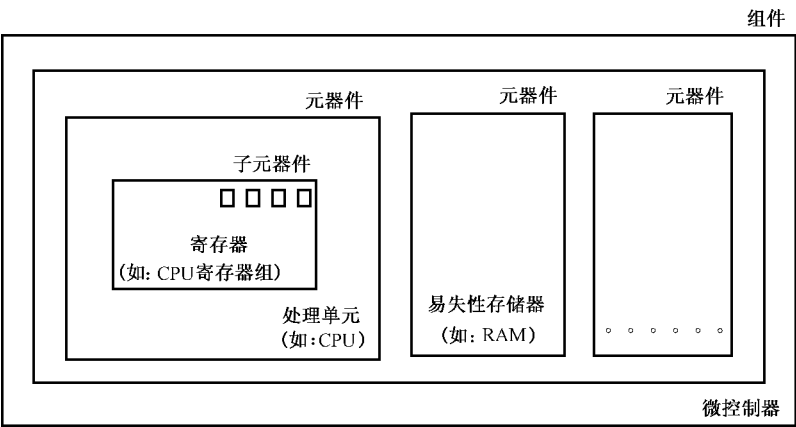 组件
元器件
元器件
元器件
子元器件
寄存器
(如: CPU寄存器组)
处理单元
(如:CPU)
易失性存储器
(如: RAM)
。。。。。。
微控制器